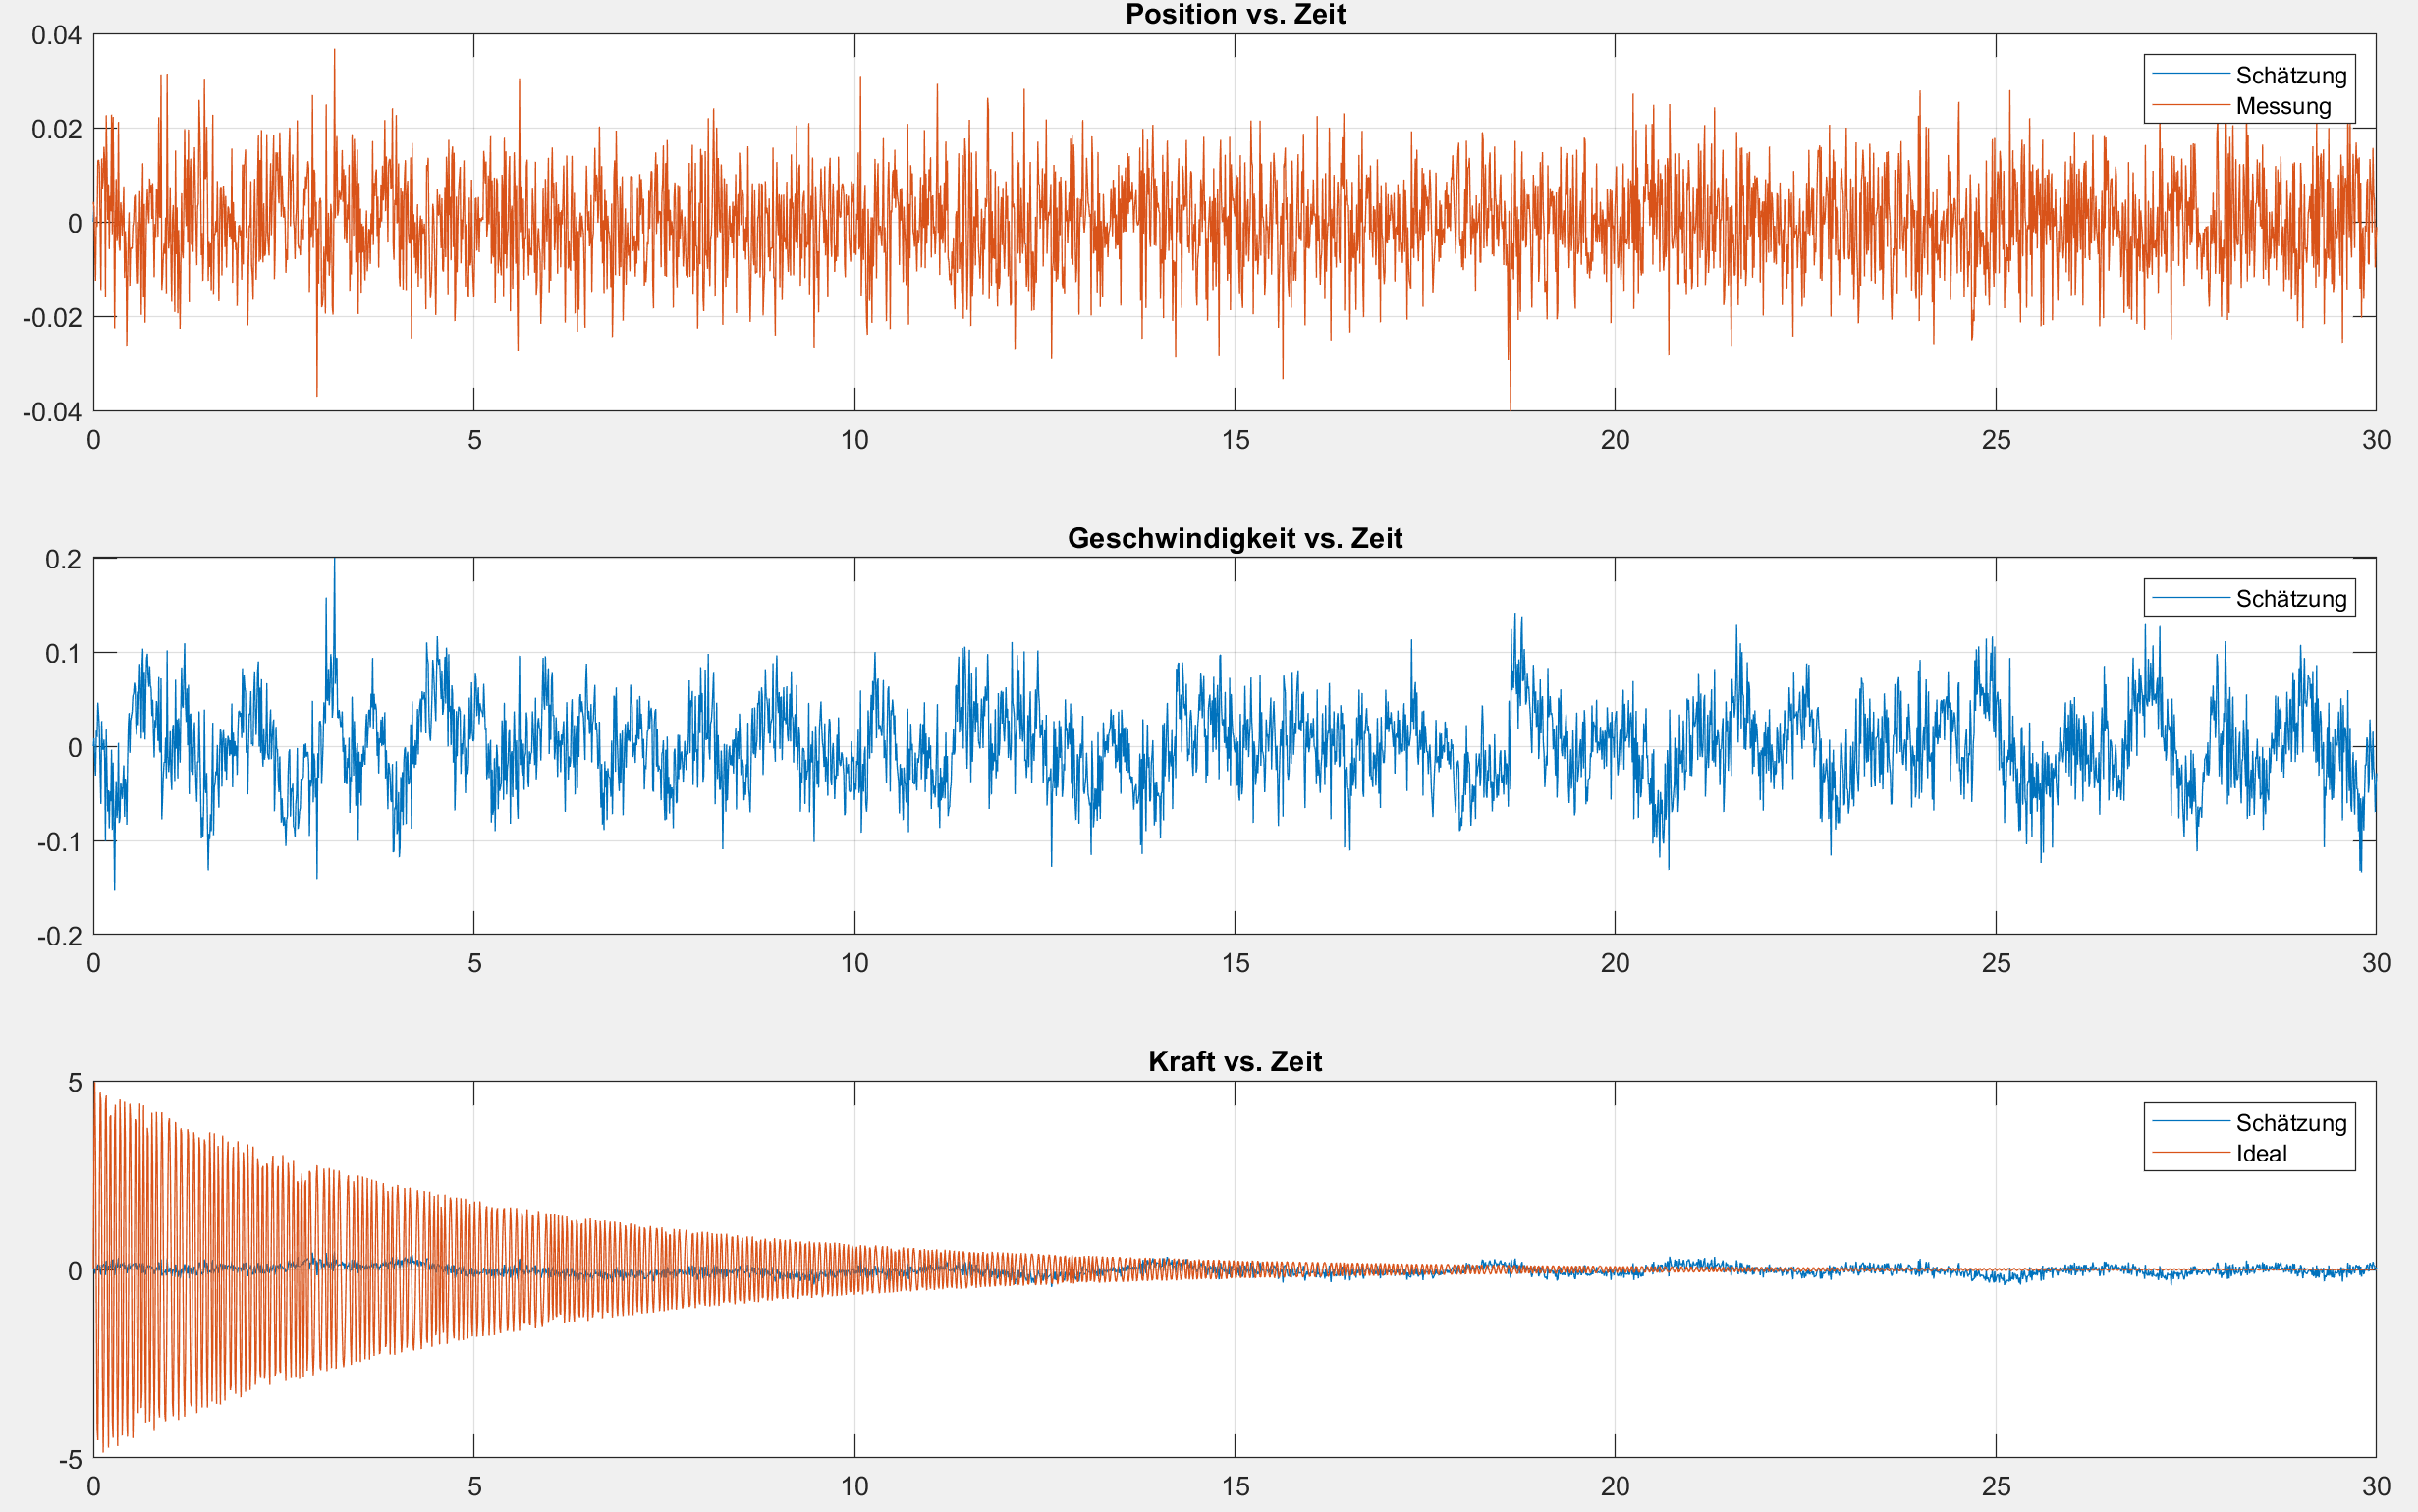 Position vs. Zeit
0.04
0.02
0
-0.02
-0.04
0 5 10 15 20 25 30
Schätzung
Messung
Geschwindigkeit vs. Zeit
0.2
0.1
0
-0.1
-0.2
0 5 10 15 20 25 30
Schätzung
Kraft vs. Zeit
5
0
-5
0 5 10 15 20 25 30
Schätzung
Ideal